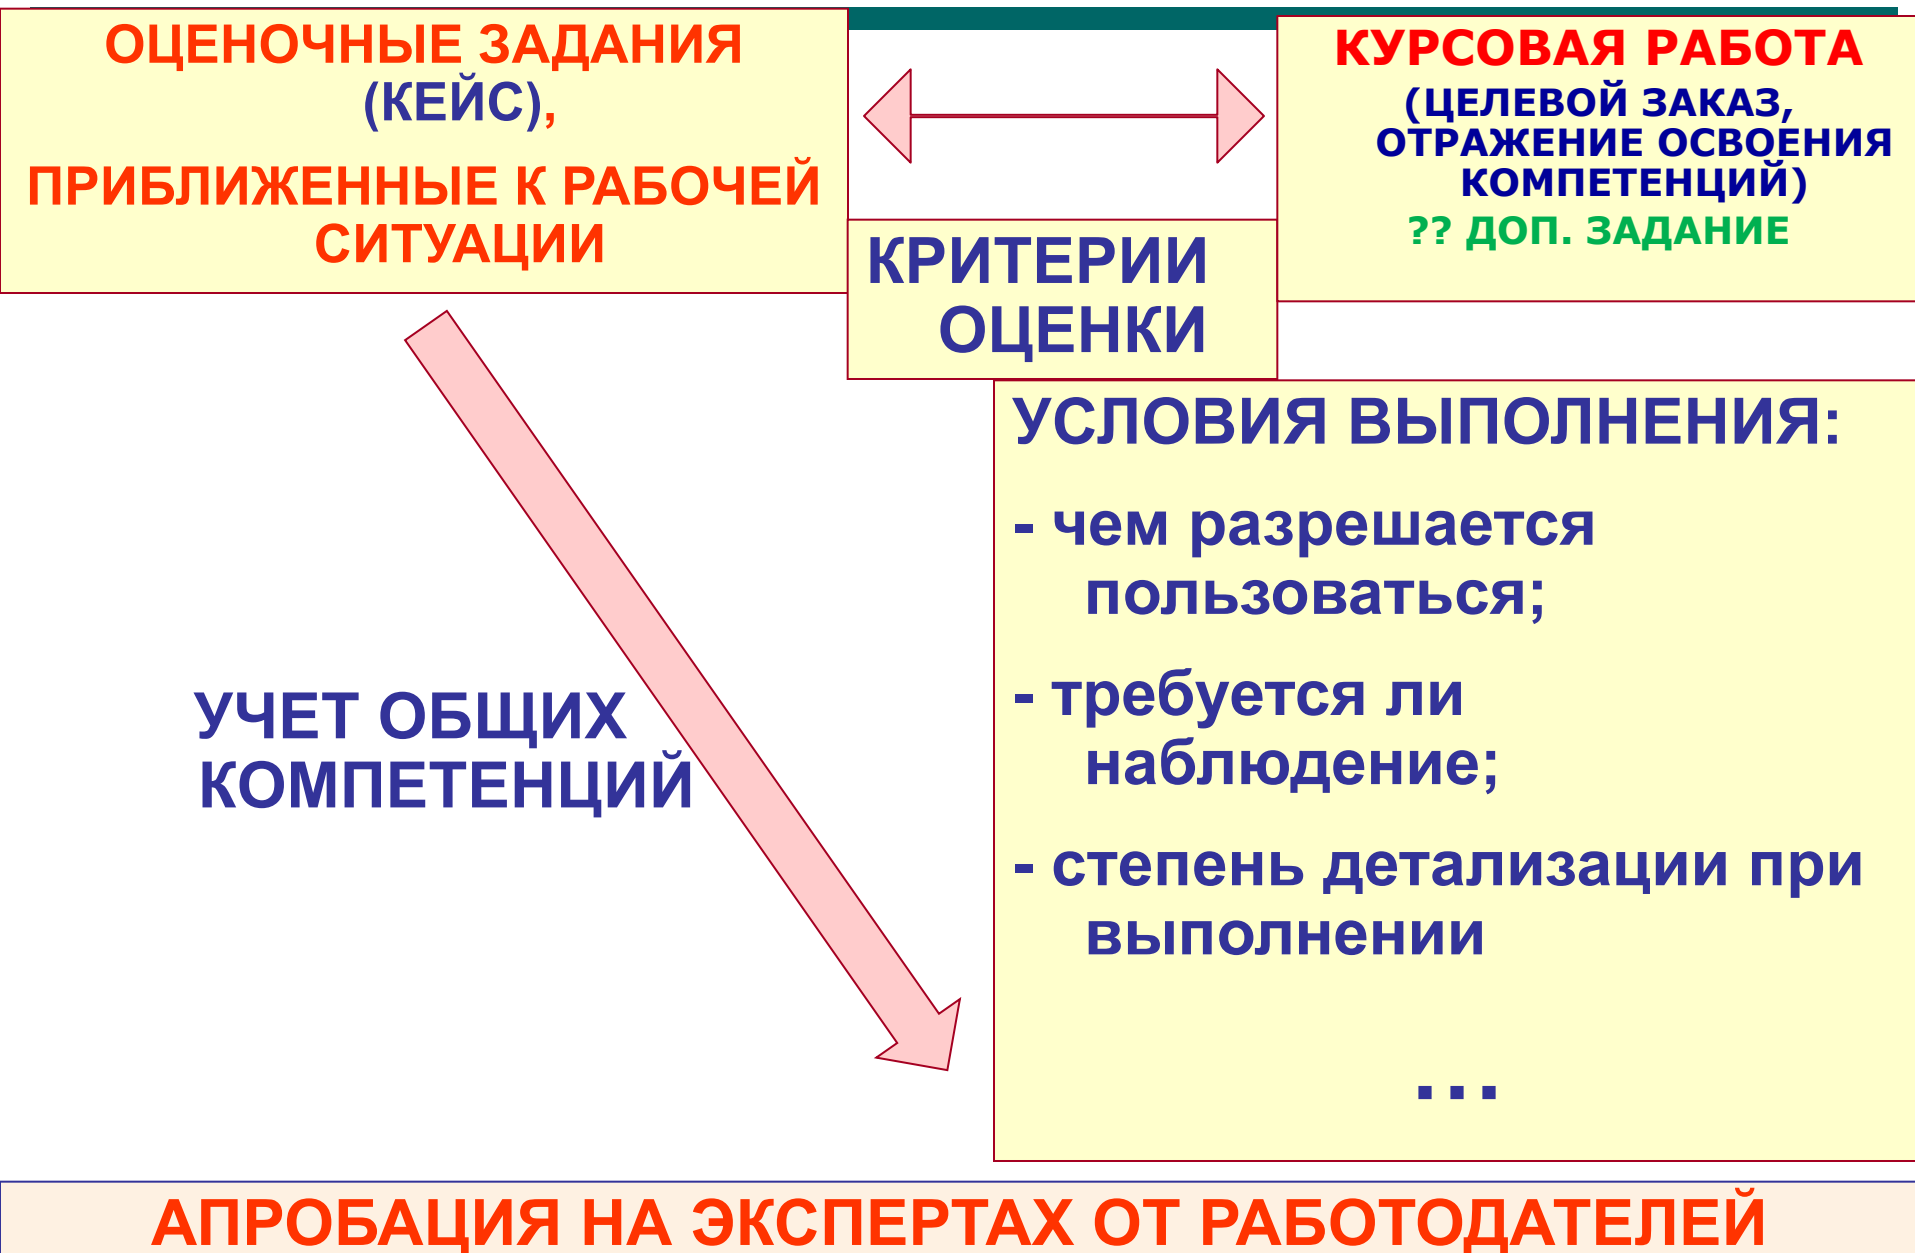 ОЦЕНОЧНЫЕ ЗАДАНИЯ
(КЕЙС),
ПРИБЛИЖЕННЫЕ К РАБОЧЕЙ
СИТУАЦИИ
КУРСОВАЯ РАБОТА
(ЦЕЛЕВОЙ ЗАКАЗ,
ОТРАЖЕНИЕ ОСВОЕНИЯ
КОМПЕТЕНЦИЙ)
?? ДОП. ЗАДАНИЕ
КРИТЕРИИ
ОЦЕНКИ
УСЛОВИЯ ВЫПОЛНЕНИЯ:
- чем разрешается
пользоваться;
- требуется ли
наблюдение;
- степень детализации при
выполнении
...
УЧЕТ ОБЩИХ
КОМПЕТЕНЦИЙ
АПРОБАЦИЯ НА ЭКСПЕРТАХ ОТ РАБОТОДАТЕЛЕЙ